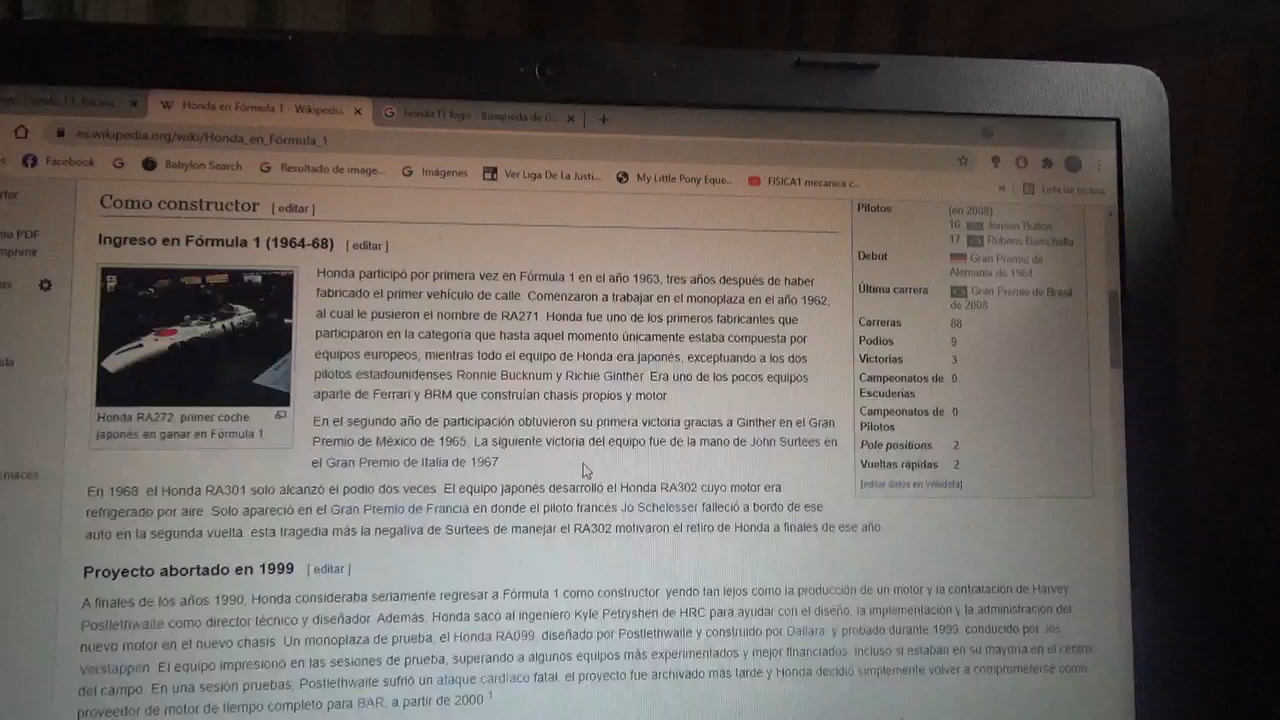 Honda en Fórmula 1 - Wikipedia
honda f1 logo - Búsqueda de G...
es.wikipedia.org/wiki/Honda_en_Fórmula_1
Facebook
Babylon Search
Resultado de image...
Imágenes
Ver Liga De La Justi...
My Little Pony Eque...
FISICA1 mecanica c...
Lista de lectura
Como constructor [ editar ]
Ingreso en Fórmula 1 (1964-68) [ editar ]
Honda participó por primera vez en Fórmula 1 en el año 1963, tres años después de haber
fabricado el primer vehículo de calle. Comenzaron a trabajar en el monoplaza en el año 1962,
al cual le pusieron el nombre de RA271. Honda fue uno de los primeros fabricantes que
participaron en la categoría que hasta aquel momento únicamente estaba compuesta por
equipos europeos, mientras todo el equipo de Honda era japonés, exceptuando a los dos
pilotos estadounidenses Ronnie Bucknum y Richie Ginther. Era uno de los pocos equipos
aparte de Ferrari y BRM que construían chasis propios y motor
Honda RA272, primer coche
japonés en ganar en Fórmula 1
En el segundo año de participación obtuvieron su primera victoria gracias a Ginther en el Gran
Premio de México de 1965. La siguiente victoria del equipo fue de la mano de John Surtees en
el Gran Premio de Italia de 1967
En 1968 el Honda RA301 solo alcanzó el podio dos veces. El equipo japonés desarrolló el Honda RA302 cuyo motor era
refrigerado por aire. Solo apareció en el Gran Premio de Francia en donde el piloto francés Jo Schelesser falleció a bordo de ese
auto en la segunda vuelta, esta tragedia más la negativa de Surtees de manejar el RA302 motivaron el retiro de Honda a finales de ese año
Proyecto abortado en 1999 [ editar ]
A finales de los años 1990, Honda consideraba seriamente regresar a Fórmula 1 como constructor, yendo tan lejos como la producción de un motor y la contratación de Harvey
Postlethwaite como director técnico y diseñador. Además, Honda sacó al ingeniero Kyle Petryshen de HRC para ayudar con el diseño, la implementación y la administración del
nuevo motor en el nuevo chasis. Un monoplaza de prueba, el Honda RA099, diseñado por Postlethwaite y construido por Dallara, y probado durante 1999, conducido por Jos
Verstappen. El equipo impresionó en las sesiones de prueba, superando a algunos equipos más experimentados y mejor financiados, incluso si estaban en su mayoría en el centro
del campo. En una sesión pruebas, Postlethwaite sufrió un ataque cardíaco fatal, el proyecto fue archivado más tarde y Honda decidió simplemente volver a comprometerse como
proveedor de motor de tiempo completo para BAR, a partir de 2000.1
Pilotos (en 2008)
16. Jenson Button
17. Rubens Barrichello
Debut Gran Premio de
Alemania de 1964
Última carrera Gran Premio de Brasil
de 2008
Carreras 88
Podios 9
Victorias 3
Campeonatos de 0
Escuderías
Campeonatos de 0
Pilotos
Pole positions 2
Vueltas rápidas 2
[editar datos en Wikidata]